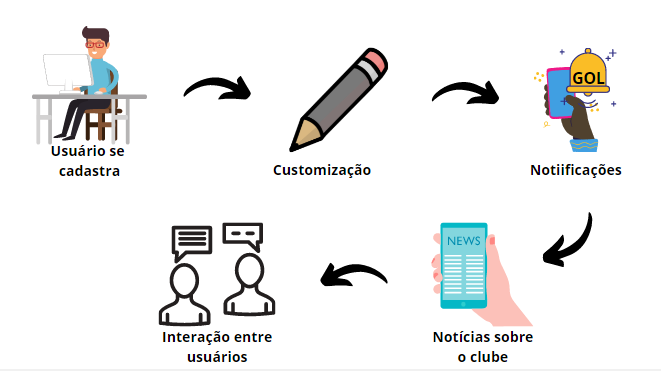 GOL
Usuário se
cadastra
Customização
Notiificações
NEWS
Interação entre
usuários
Notícias sobre
o clube